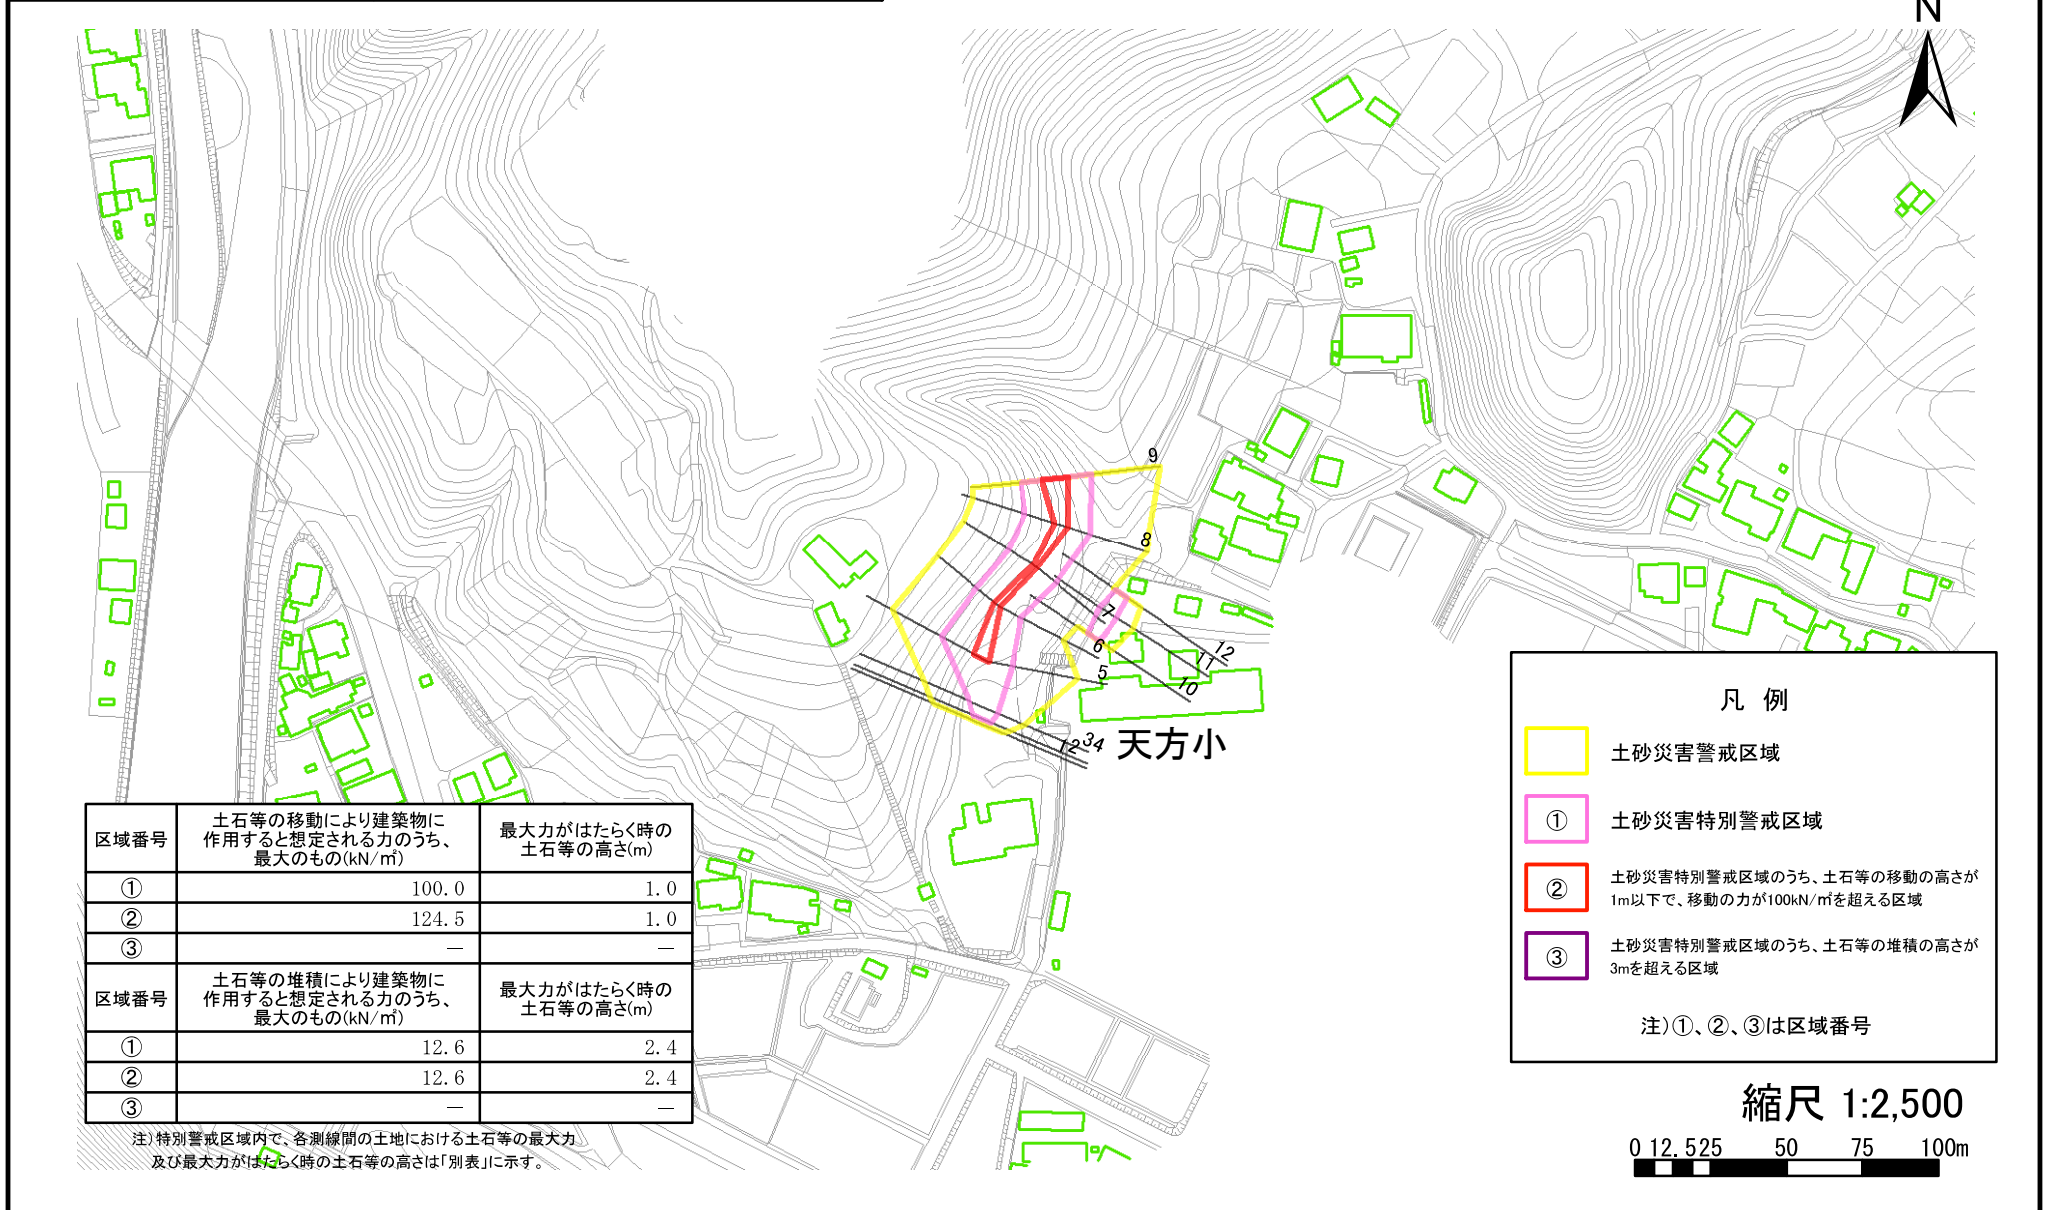 N
9
8
7
6
5
12
11
10
12
34
天方小
凡 例
土砂災害警戒区域
① 土砂災害特別警戒区域
② 土砂災害特別警戒区域のうち、土石等の移動の高さが
1m以下で、移動の力が100kN/㎡を超える区域
③ 土砂災害特別警戒区域のうち、土石等の堆積の高さが
3mを超える区域
注)①、②、③は区域番号
区域番号 土石等の移動により建築物に
作用すると想定される力のうち、
最大のもの(kN/㎡)
最大力がはたらく時の
土石等の高さ(m)
① 100.0 1.0
② 124.5 1.0
③ ― ―
区域番号 土石等の堆積により建築物に
作用すると想定される力のうち、
最大のもの(kN/㎡)
最大力がはたらく時の
土石等の高さ(m)
① 12.6 2.4
② 12.6 2.4
③ ― ―
注)特別警戒区域内で、各測線間の土地における土石等の最大力
及び最大力がはたらく時の土石等の高さは「別表」に示す。
縮尺 1:2,500
0 12.525 50 75 100m